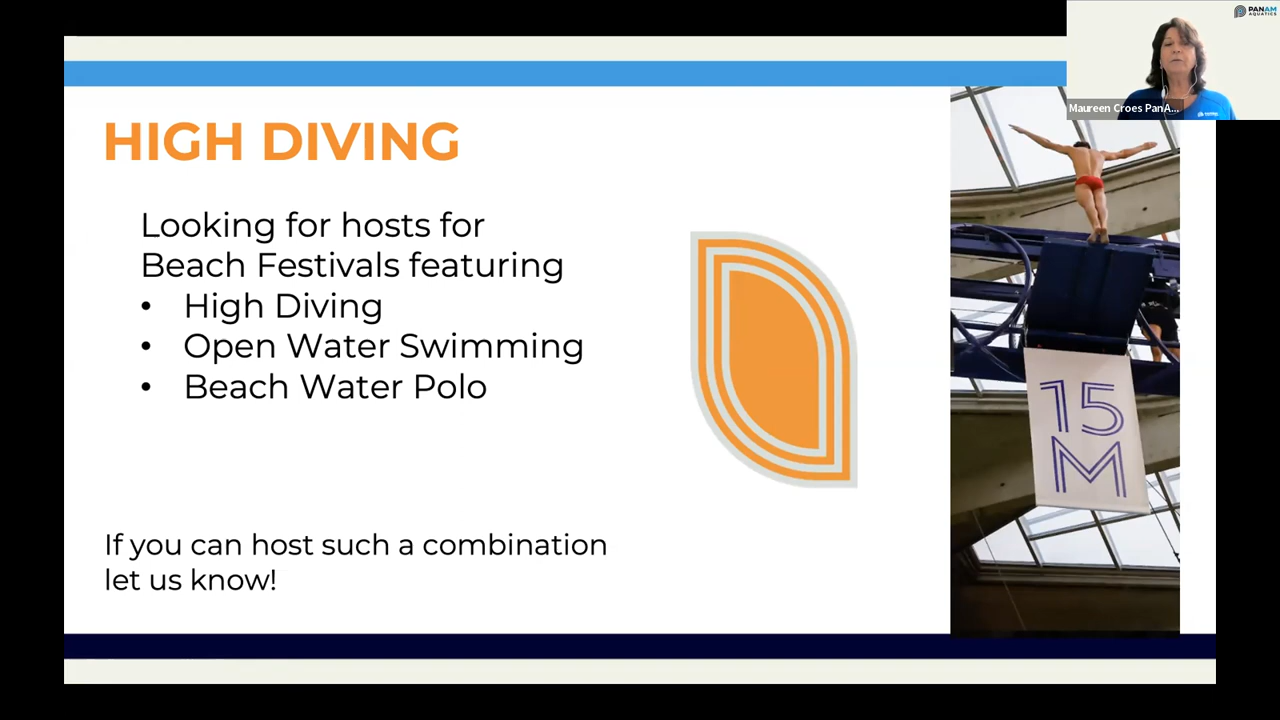 PANAM
AQUATICS
Maureen Croes PanA...
HIGH DIVING
Looking for hosts for
Beach Festivals featuring
• High Diving
• Open Water Swimming
• Beach Water Polo
If you can host such a combination
let us know!
15
M